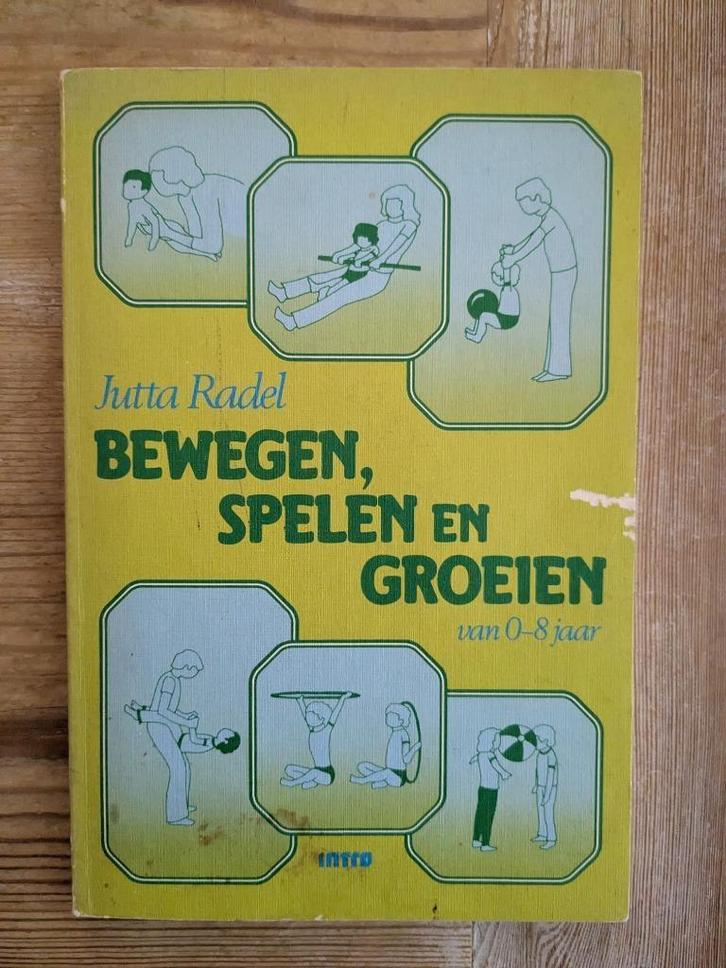 Jutta Radel
BEWEGEN,
SPELEN EN
GROEIEN
van 0-8 jaar
intro